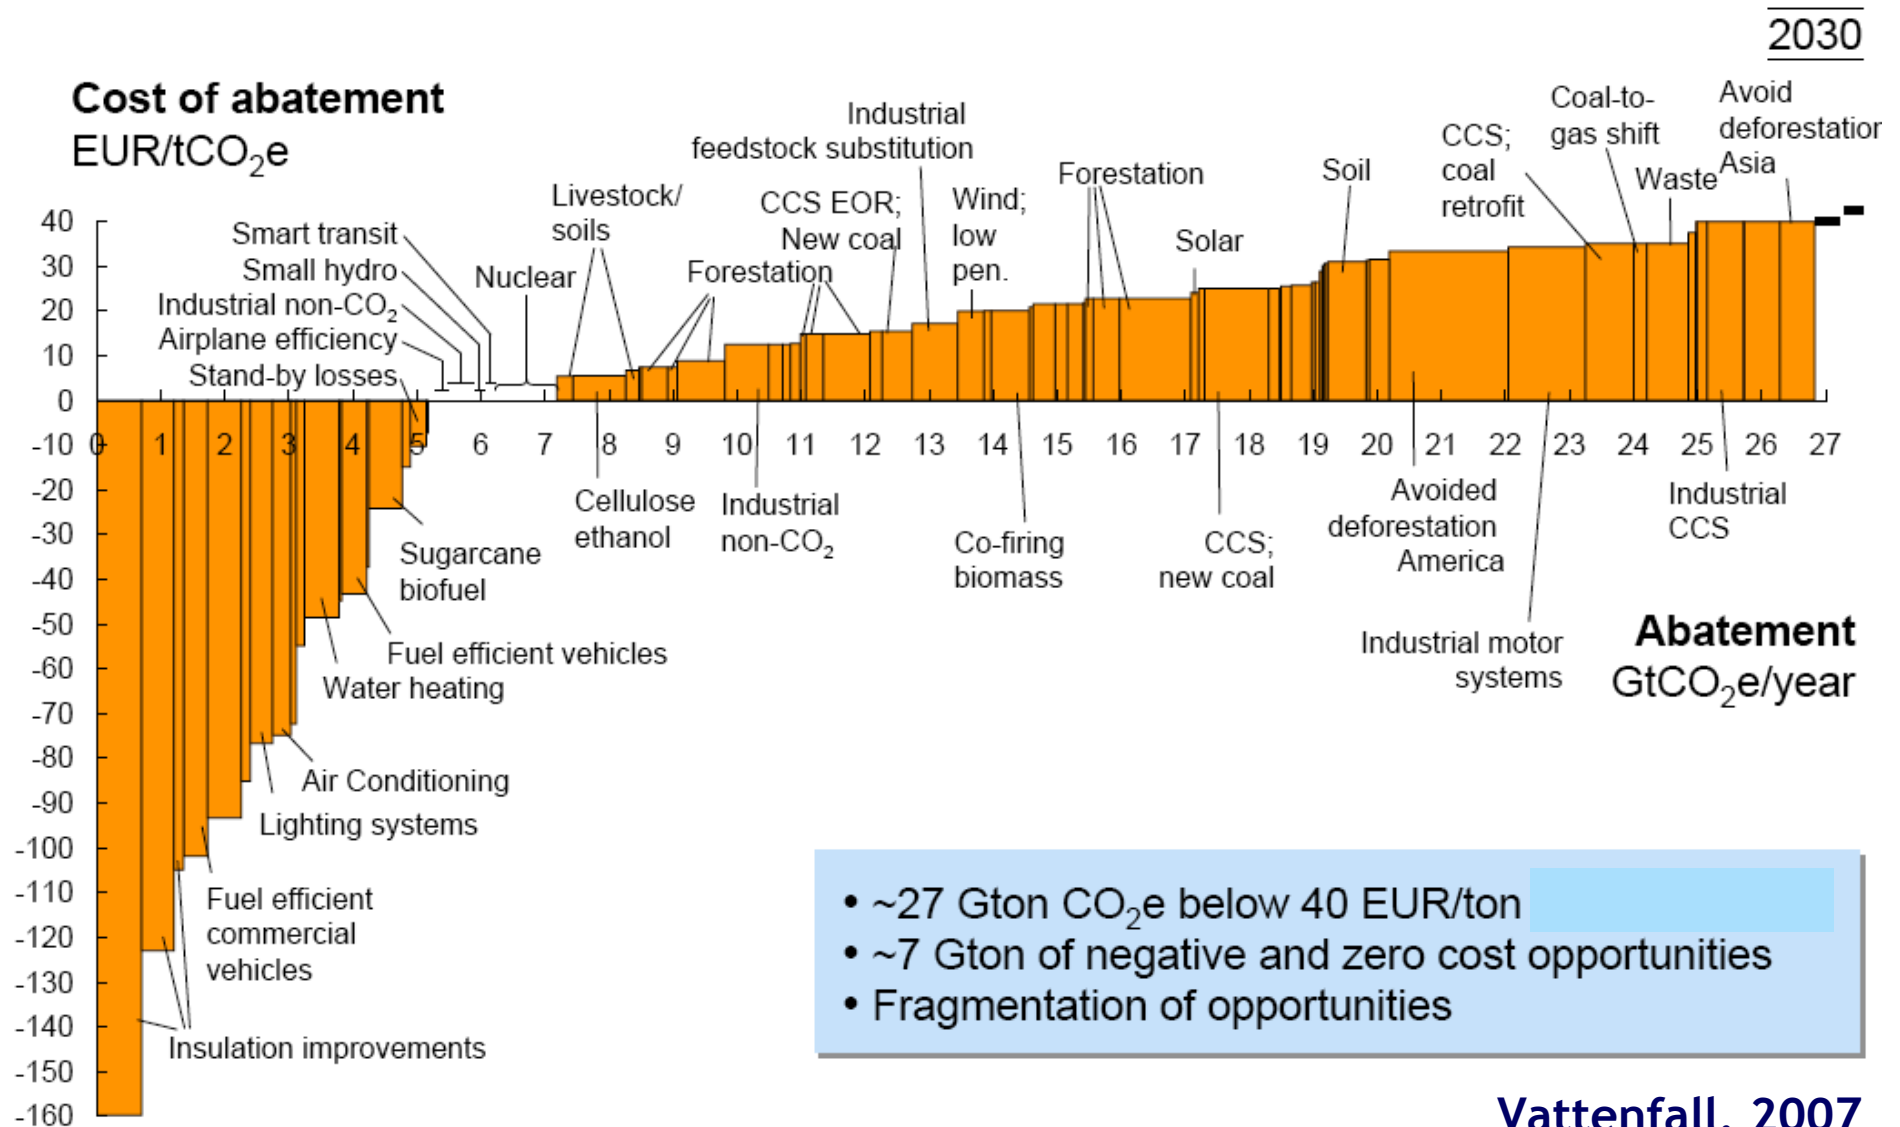 2030
Cost of abatement
EUR/tCO₂e
Coal-to-
gas shift
Avoid
deforestation
Asia
Industrial
feedstock substitution
CCS;
coal
retrofit
Livestock/
soils
CCS EOR;
New coal
Wind;
low
pen.
Forestation
Soil
Waste
Smart transit
Small hydro
Industrial non-CO₂
Airplane efficiency
Stand-by losses
Nuclear
Forestation
Solar
40
30
20
10
0
-10
-20
-30
-40
-50
-60
-70
-80
-90
-100
-110
-120
-130
-140
-150
-160
0 1 2 3 4 5 6 7 8 9 10 11 12 13 14 15 16 17 18 19 20 21 22 23 24 25 26 27
Cellulose
ethanol
Industrial
non-CO₂
Co-firing
biomass
CCS;
new coal
Avoided
deforestation
America
Industrial
CCS
Industrial motor
systems
Abatement
GtCO₂e/year
Sugarcane
biofuel
Fuel efficient vehicles
Water heating
Air Conditioning
Lighting systems
Fuel efficient
commercial
vehicles
Insulation improvements
• ~27 Gton CO₂e below 40 EUR/ton
• ~7 Gton of negative and zero cost opportunities
• Fragmentation of opportunities
Vattenfall, 2007